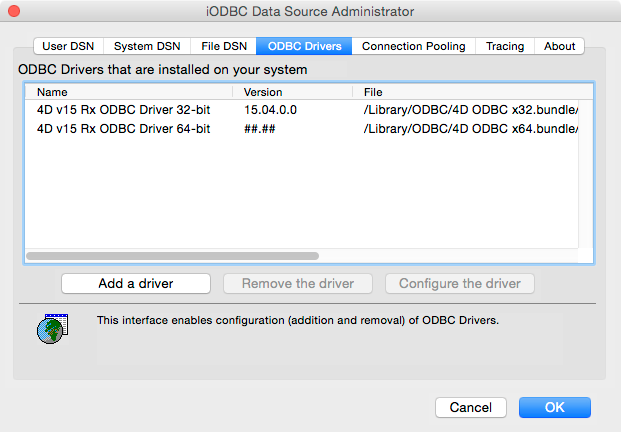 iODBC Data Source Administrator
User DSN System DSN File DSN ODBC Drivers Connection Pooling Tracing About
ODBC Drivers that are installed on your system
Name Version File
4D v15 Rx ODBC Driver 32-bit 15.04.0.0 /Library/ODBC/4D ODBC x32.bundle/
4D v15 Rx ODBC Driver 64-bit ##.## /Library/ODBC/4D ODBC x64.bundle/
Add a driver Remove the driver Configure the driver
This interface enables configuration (addition and removal) of ODBC Drivers.
Cancel OK